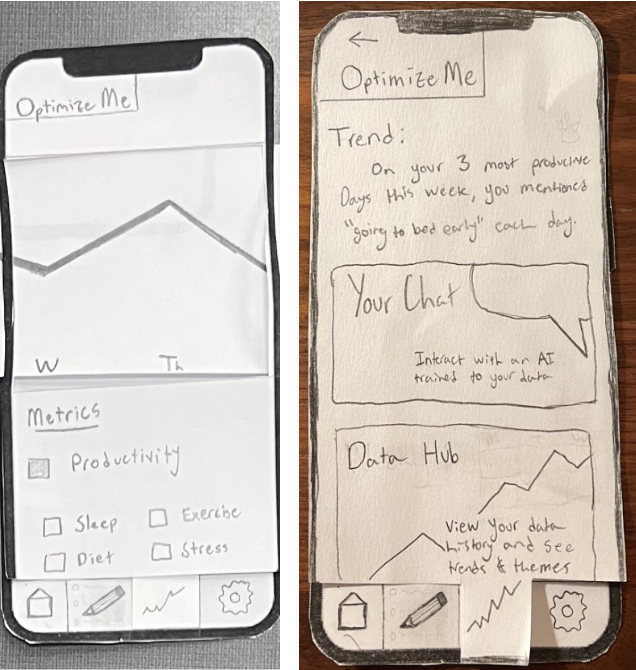 Optimize Me
W Th
Metrics
Productivity
Sleep Exercise
Diet Stress
Optimize Me
Trend:
On your 3 most productive
Days this week, you mentioned
"going to bed early" each day.
Your Chat
Interact with an AI
trained to your data
Data Hub
View your data
history and see
trends & themes